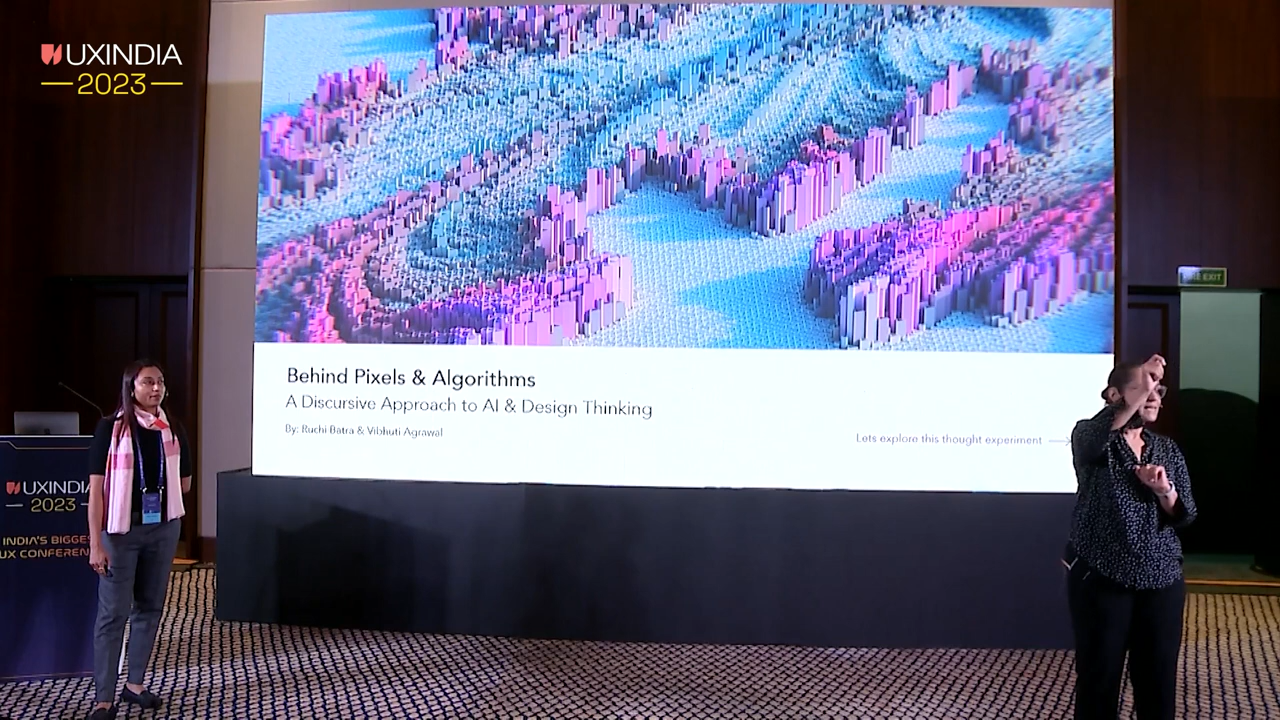 UXINDIA
2023
Behind Pixels & Algorithms
A Discursive Approach to AI & Design Thinking
By: Ruchi Batra & Vibhuti Agrawal
Lets explore this thought experiment
UXINDIA
2023
INDIA'S BIGGES
UX CONFEREN
EXIT